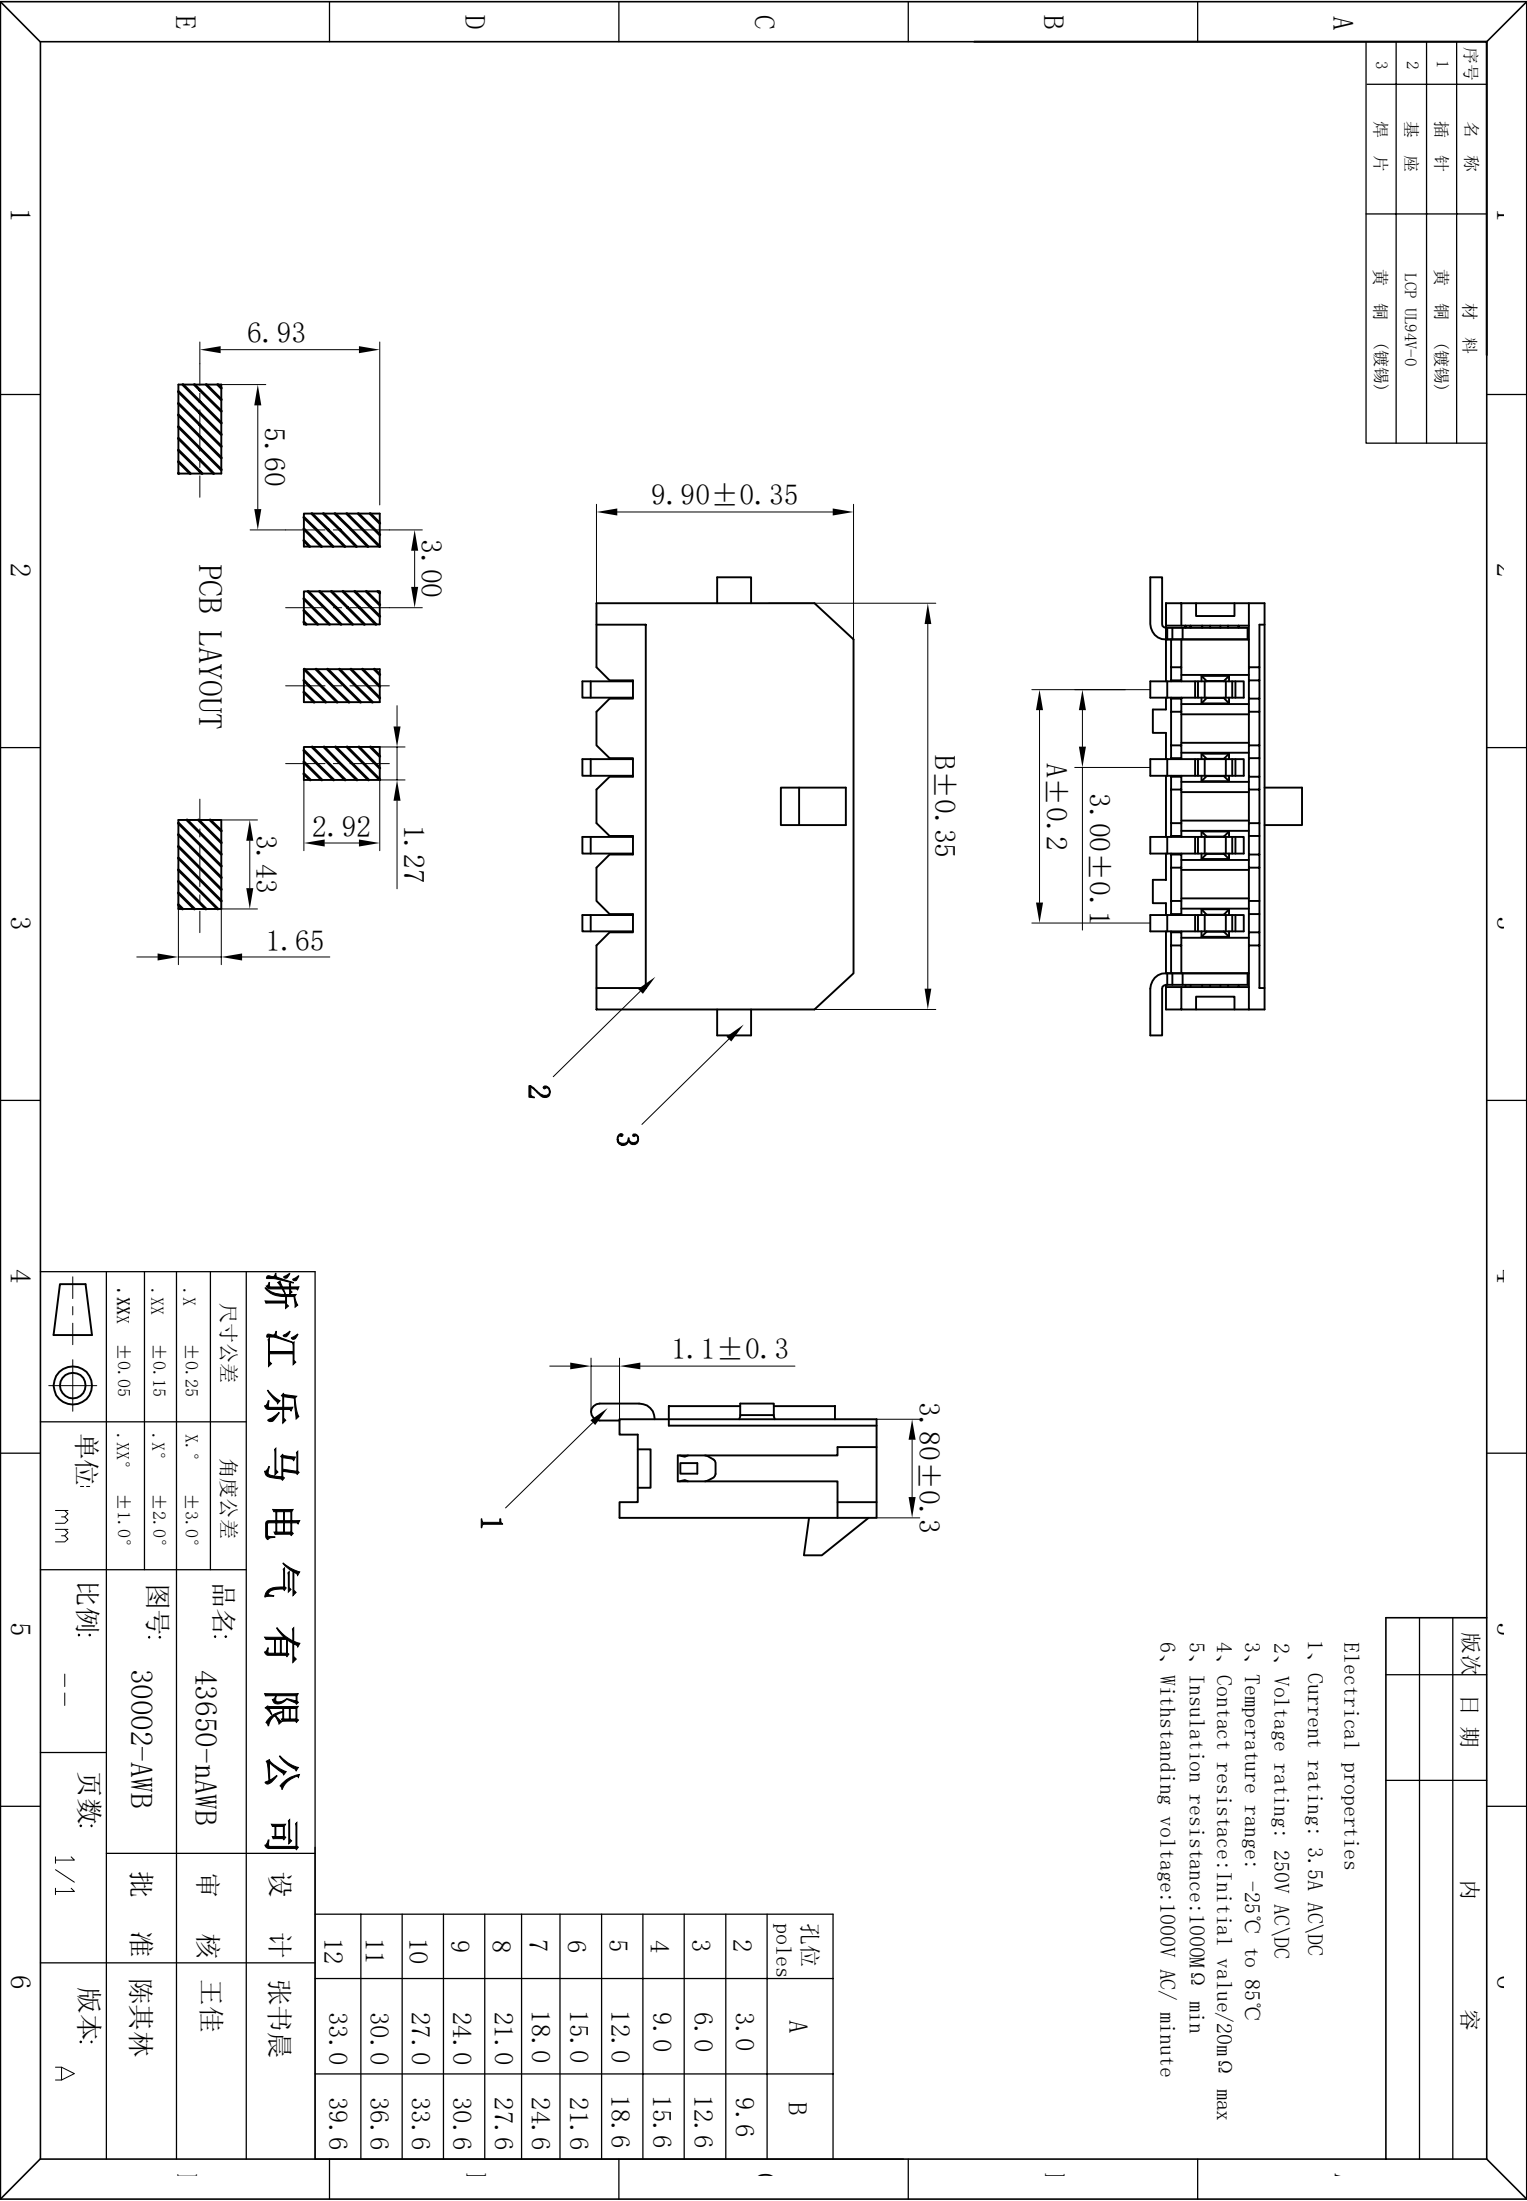 序号 名 称 材 料
1 插 针 黄 铜 (镀锡)
2 基 座 LCP UL94V-0
3 焊 片 黄 铜 (镀锡)
版次 日 期 内 容
Electrical properties
1、Current rating: 3.5A AC\DC
2、Voltage rating: 250V AC\DC
3、Temperature range: -25℃ to 85℃
4、Contact resistace:Initial value/20mΩ max
5、Insulation resistance:1000MΩ min
6、Withstanding voltage:1000V AC/ minute
3.00±0.1
A±0.2
B±0.35
9.90±0.35
2
3
3.80±0.3
1.1±0.3
1
3.00
1.27
2.92
6.93
5.60
3.43
1.65
PCB LAYOUT
孔位 poles A B
2 3.0 9.6
3 6.0 12.6
4 9.0 15.6
5 12.0 18.6
6 15.0 21.6
7 18.0 24.6
8 21.0 27.6
9 24.0 30.6
10 27.0 33.6
11 30.0 36.6
12 33.0 39.6
浙江乐马电气有限公司 设 计 张书晨
尺寸公差 角度公差 品名: 43650-nAWB 审 核 王佳
.X ±0.25 X.° ±3.0°
.XX ±0.15 .X° ±2.0° 图号: 30002-AWB 批 准 陈其林
.XXX ±0.05 .XX° ±1.0°
单位: mm 比例: -- 页数: 1/1 版本: A
A
B
C
D
E
1 2 3 4 5 6